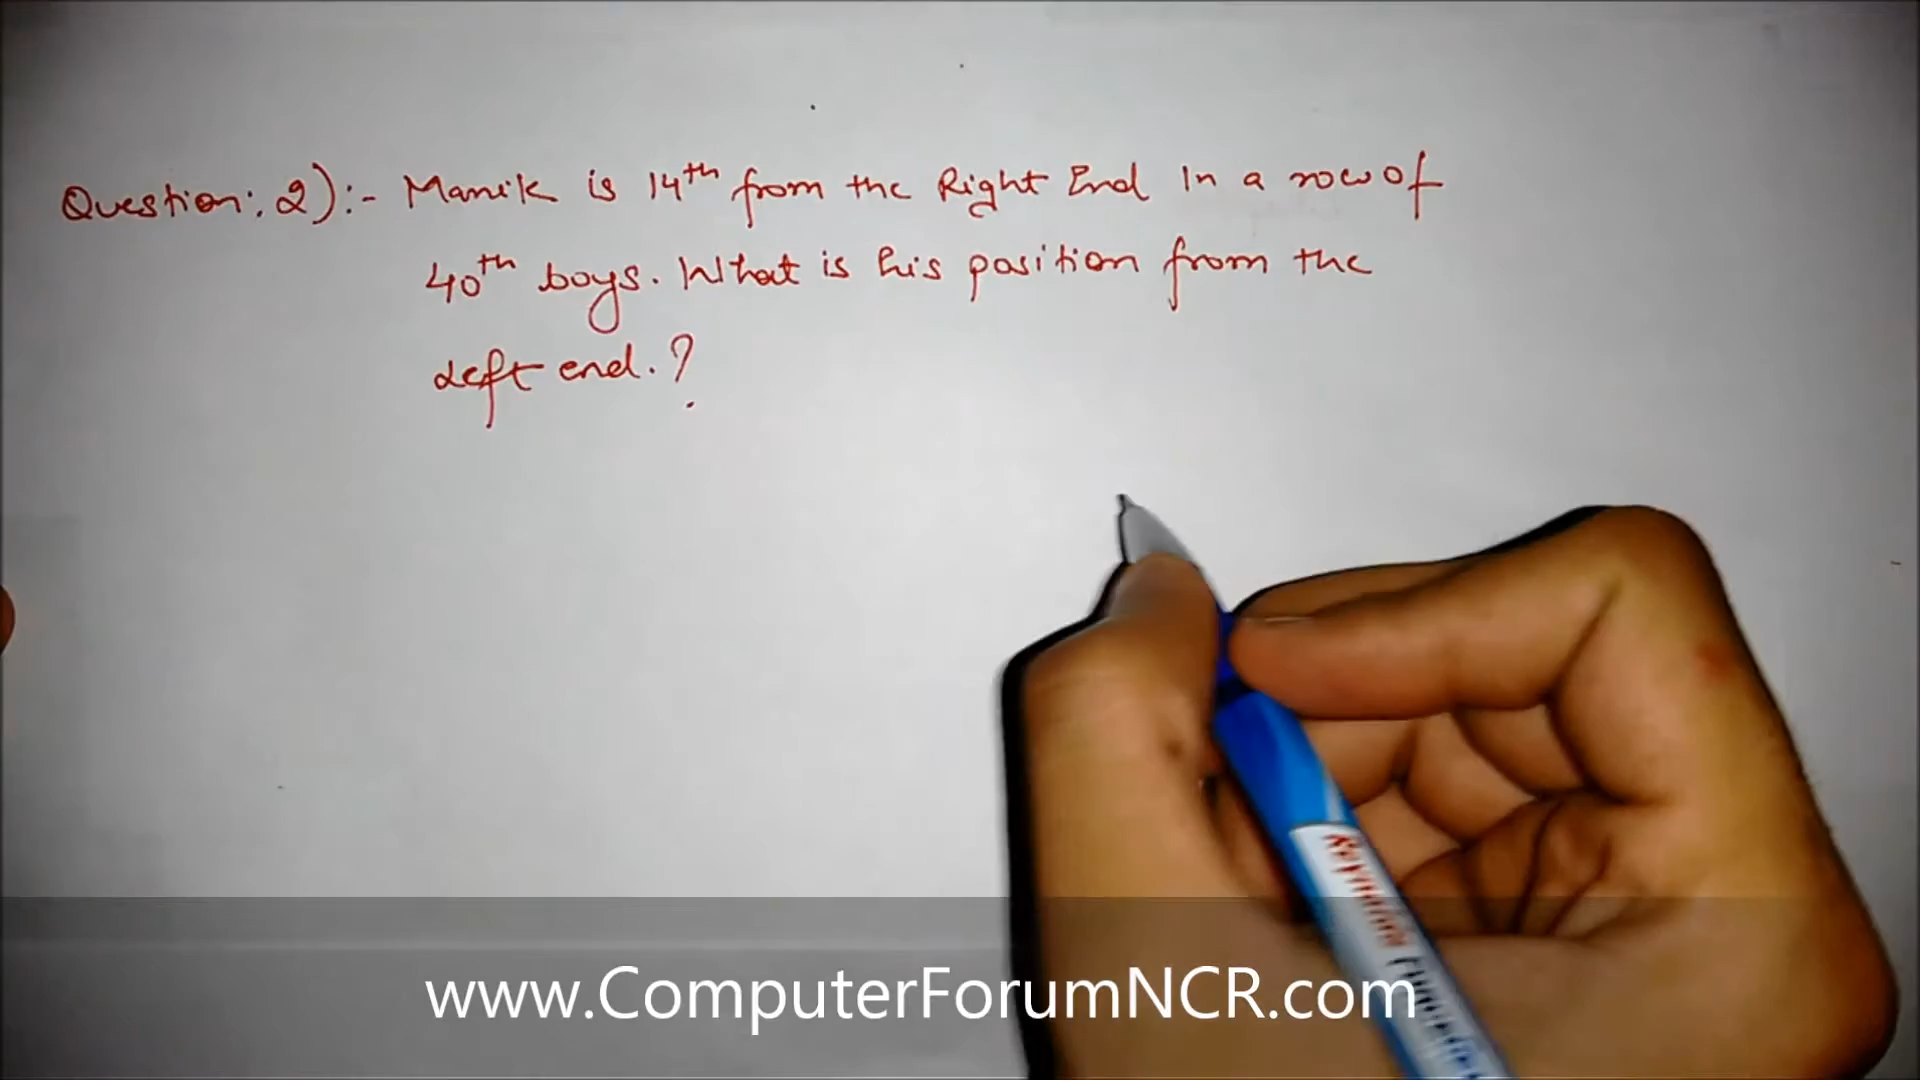 Question:. 2):- Manik is 14th from the Right End In a row of
40th boys. What is his position from the
Left end. ?
www.ComputerForumNCR.com